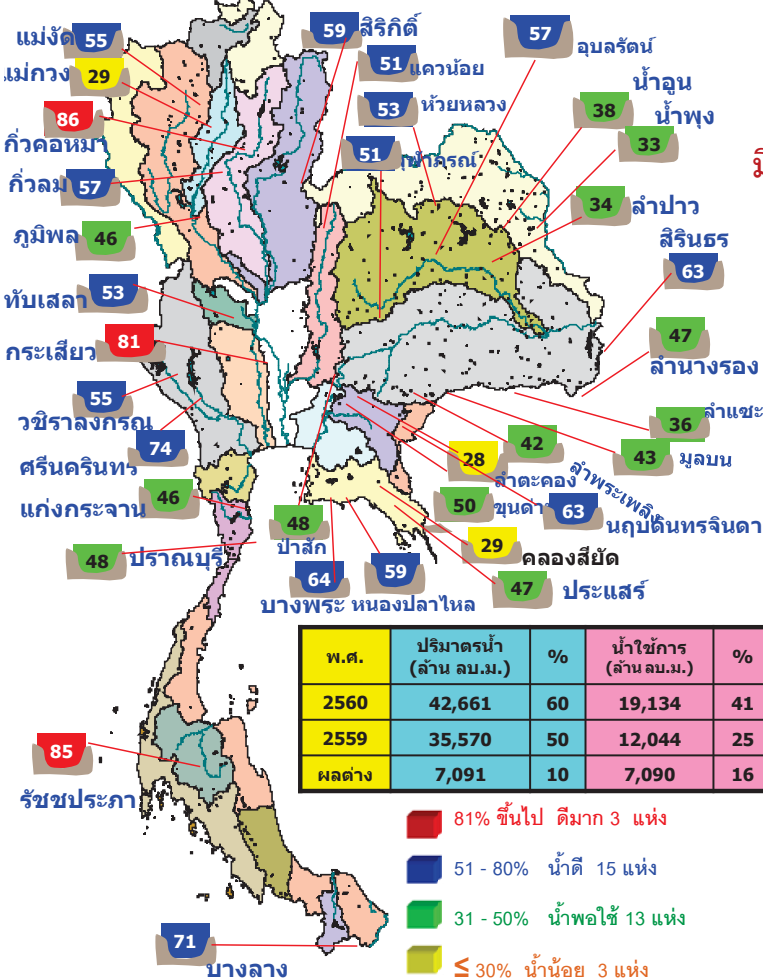 59 สิริกิติ์
57 อุบลรัตน์
แม่งัด 55
51 แควน้อย
แม่กวง 29
น้ำอูน
38 น้ำพุง
53 ห้วยหลวง
86
33
กิ่วคอหมา
51 จุฬาภรณ์
กิ่วลม 57
34 ลำปาว
ภูมิพล 46
สิรินธร
63
ทับเสลา 53
กระเสียว 81
47
ลำนางรอง
55
วชิราลงกรณ
36 ลำแซะ
74
42
43 มูลบน
ศรีนครินทร์
28
ลำตะคอง
ลำพระเพลิง
46
แก่งกระจาน
50 ขุนด่าน
63 นฤบดินทรจินดา
48
ป่าสัก
48 ปราณบุรี
29 คลองสียัด
64
บางพระ
59
หนองปลาไหล
47 ประแสร์
พ.ศ. ปริมาตรน้ำ (ล้าน ลบ.ม.) % น้ำใช้การ (ล้าน ลบ.ม.) %
2560 42,661 60 19,134 41
2559 35,570 50 12,044 25
ผลต่าง 7,091 10 7,090 16
85
รัชชประภา
81% ขึ้นไป ดีมาก 3 แห่ง
51 - 80% น้ำดี 15 แห่ง
31 - 50% น้ำพอใช้ 13 แห่ง
≤ 30% น้ำน้อย 3 แห่ง
71
บางลาง